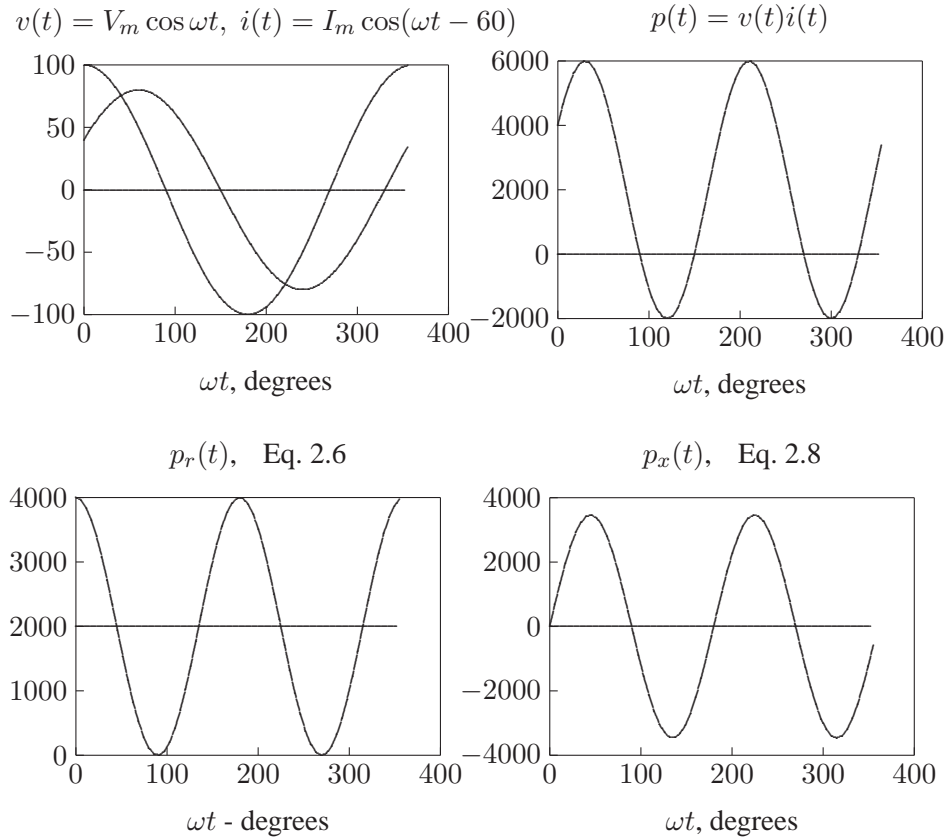 v(t) = V_m cos ωt, i(t) = I_m cos(ωt − 60)
100
50
0
−50
−100
0 100 200 300 400
ωt, degrees
p(t) = v(t)i(t)
6000
4000
2000
0
−2000
0 100 200 300 400
ωt, degrees
p_r(t), Eq. 2.6
4000
3000
2000
1000
0
0 100 200 300 400
ωt - degrees
p_x(t), Eq. 2.8
4000
2000
0
−2000
−4000
0 100 200 300 400
ωt, degrees